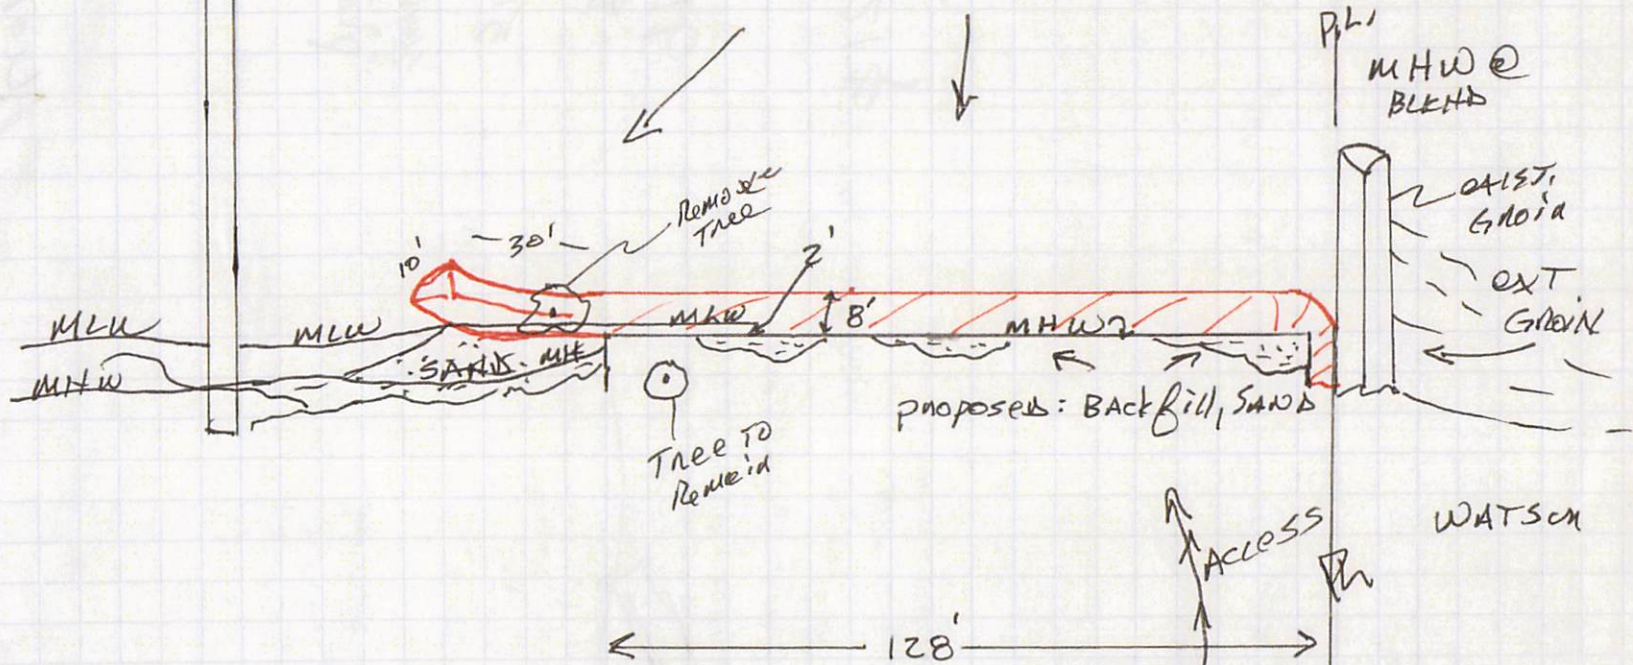 P.L.
MHW @
BLKHD
EXIST.
GROIN
EXT
GROIN
Remove
Tree
30'
10'
2'
8'
MLW
MLW
MLW
MHW
MHW
SAND
MH
proposed: BACKfill, SAND
Tree To
Remain
ACCESS
WATSON
128'